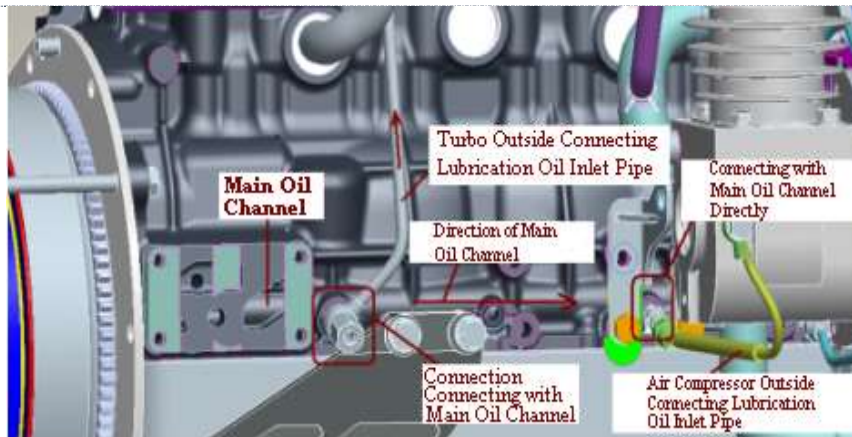 Turbo Outside Connecting
Lubrication Oil Inlet Pipe
Connecting with
Main Oil Channel
Directly
Main Oil
Channel
Direction of Main
Oil Channel
Connection
Connecting with
Main Oil Channel
Air Compressor Outside
Connecting Lubrication
Oil Inlet Pipe